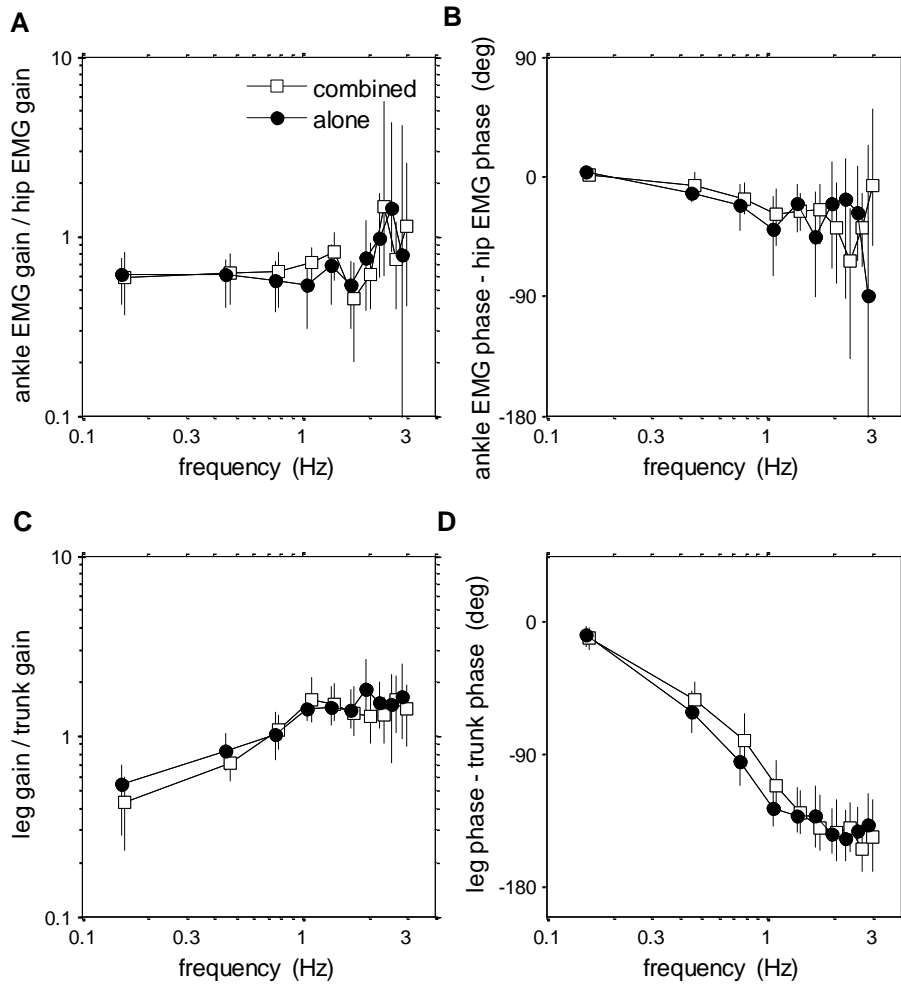 A
10
1
0.1
ankle EMG gain / hip EMG gain
combined
alone
0.1
0.3
1
3
frequency (Hz)
B
90
0
-90
-180
ankle EMG phase - hip EMG phase (deg)
0.1
0.3
1
3
frequency (Hz)
C
10
1
0.1
leg gain / trunk gain
0.1
0.3
1
3
frequency (Hz)
D
0
-90
-180
leg phase - trunk phase (deg)
0.1
0.3
1
3
frequency (Hz)